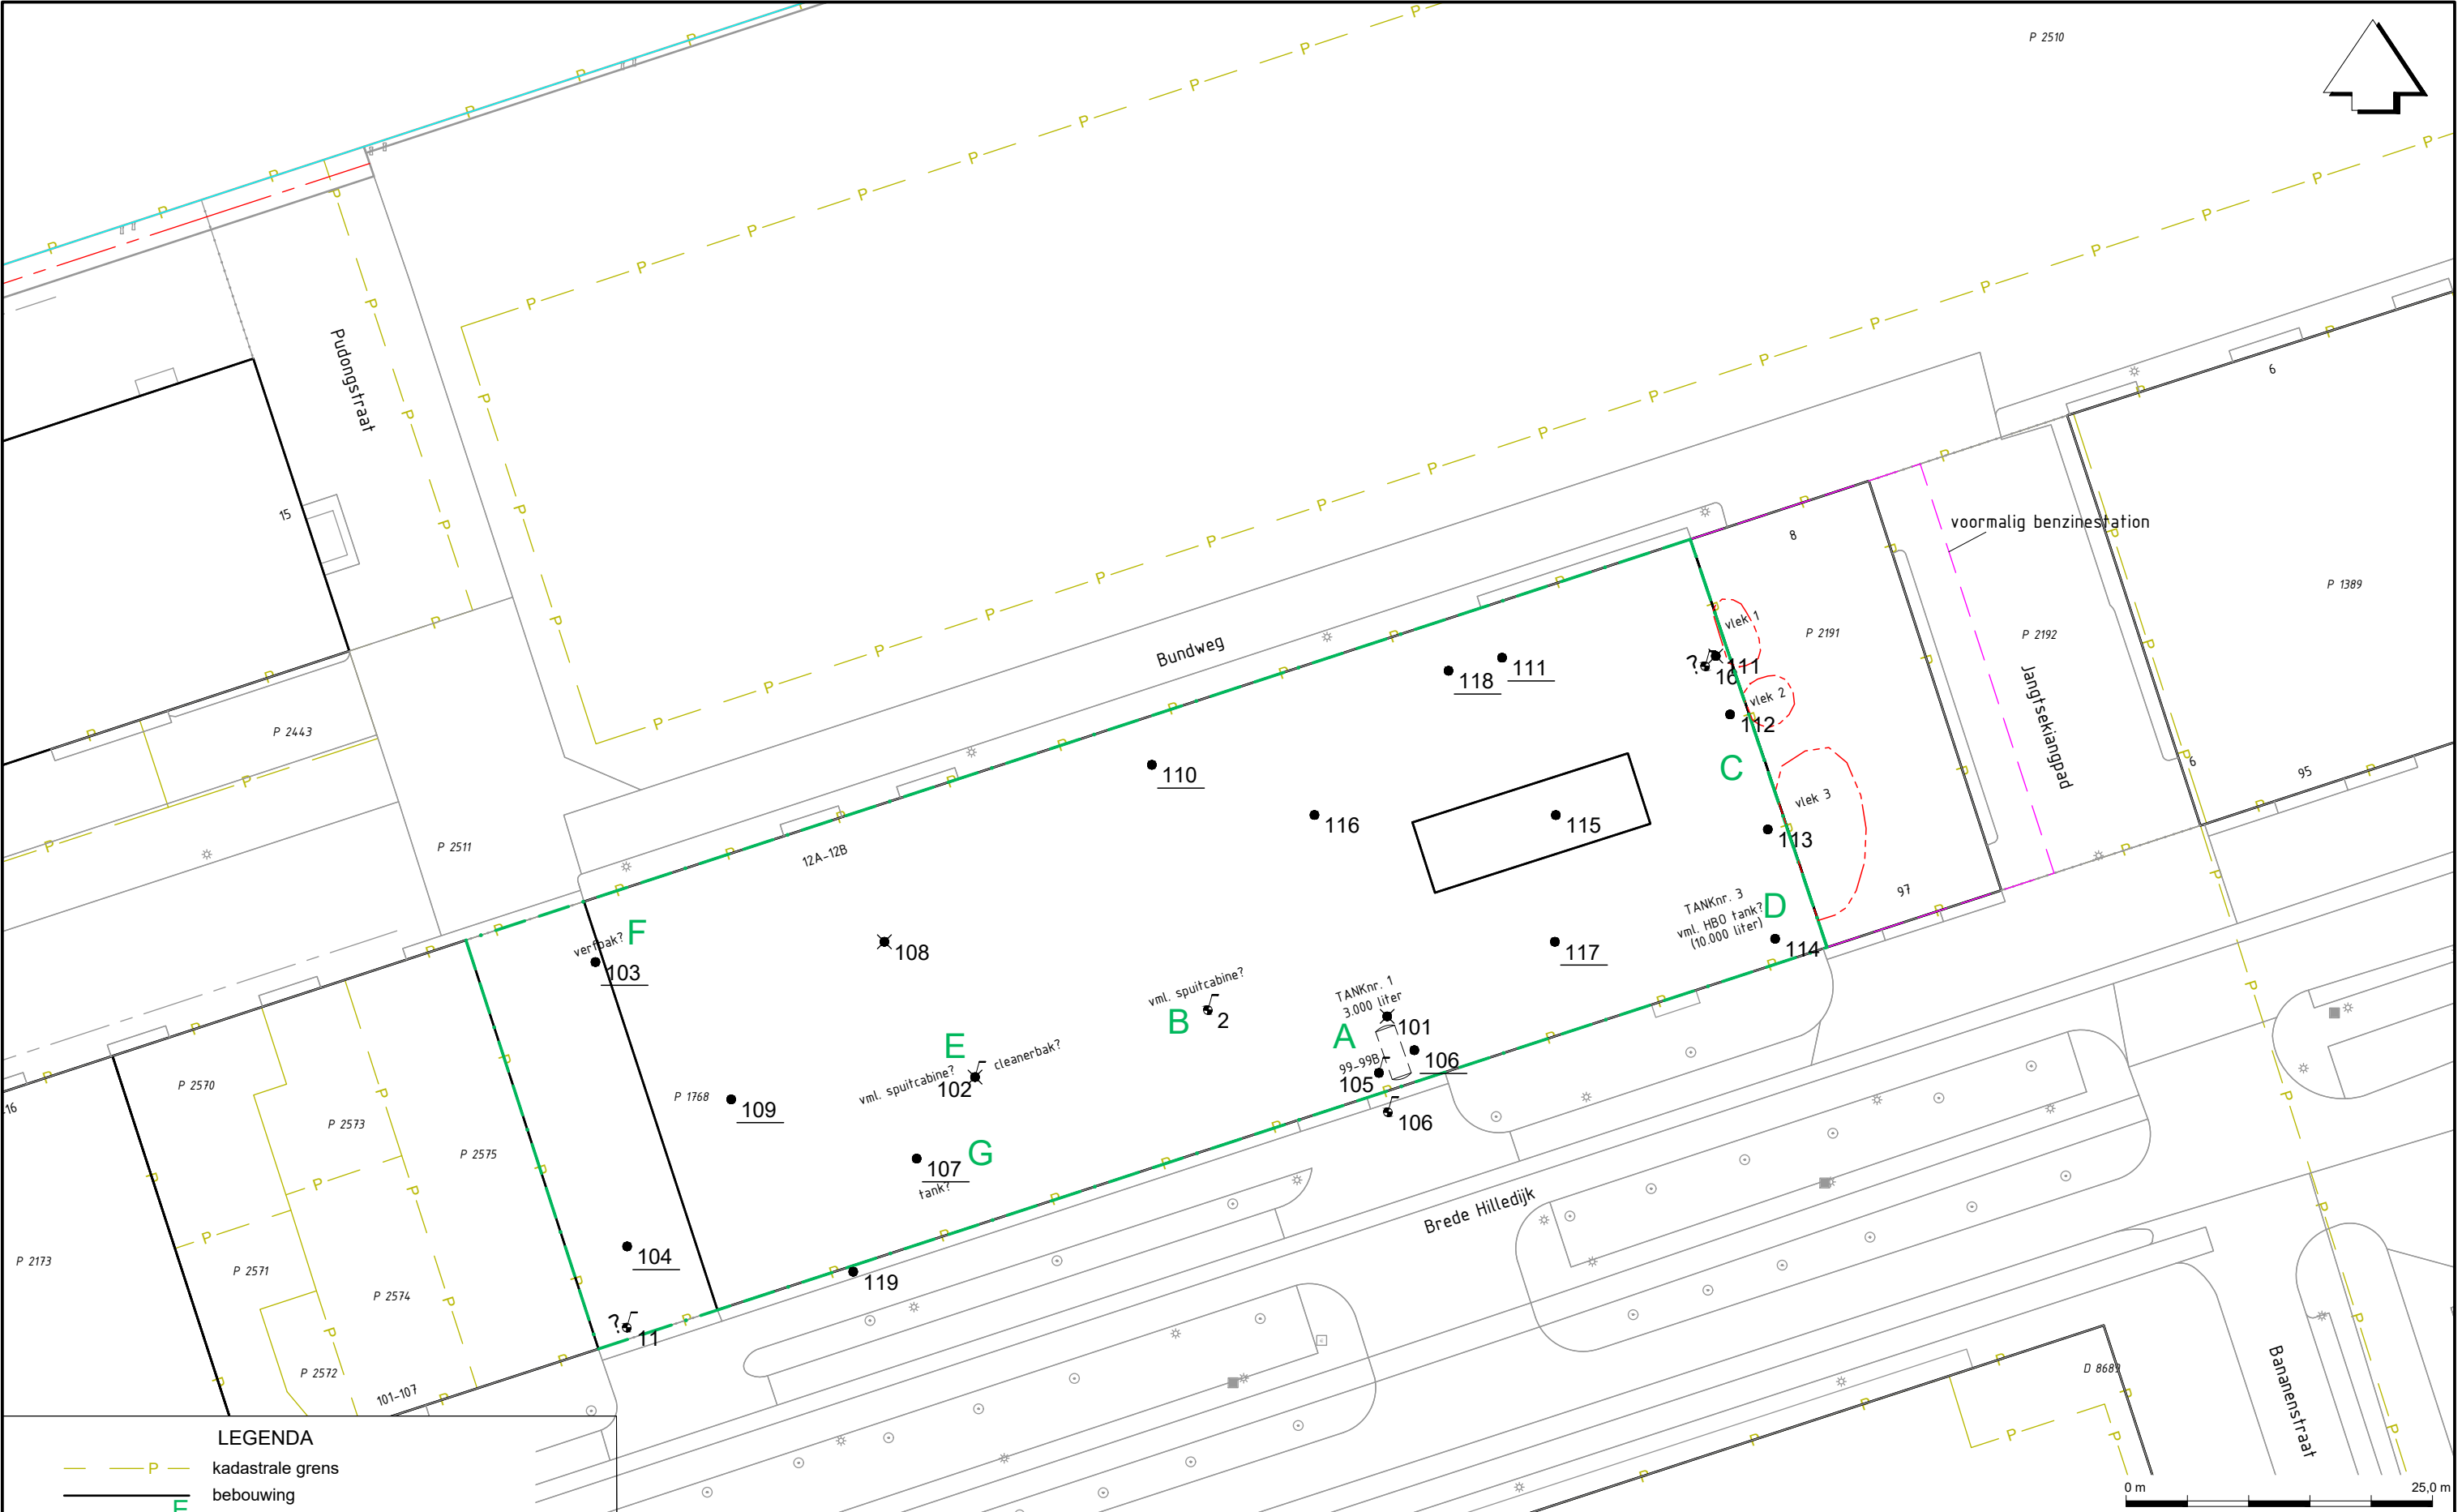 P 2510
Pudongstraat
15
6
voormalig benzinestation
8
P 1389
vlek 1
P 2191
P 2192
Bundweg
118
111
?
111
16
vlek 2
112
Jangtsekiangpad
P 2443
110
C
6
95
vlek 3
116
115
113
P 2511
12A-12B
97
TANKnr. 3
vml. HBO tank?
(10.000 liter)
D
F
verfbak?
103
108
117
114
vml. spuitcabine?
B
2
TANKnr. 1
3.000 liter
101
A
E
cleanerbak?
vml. spuitcabine?
102
99-99B
106
105
106
P 2570
-16
P 1768
109
P 2573
P 2575
107
G
tank?
Brede Hilledijk
104
119
P 2173
P 2571
P 2574
?
11
P 2572
101-107
D 8689
Bananenstraat
LEGENDA
P kadastrale grens
bebouwing
0 m 25,0 m